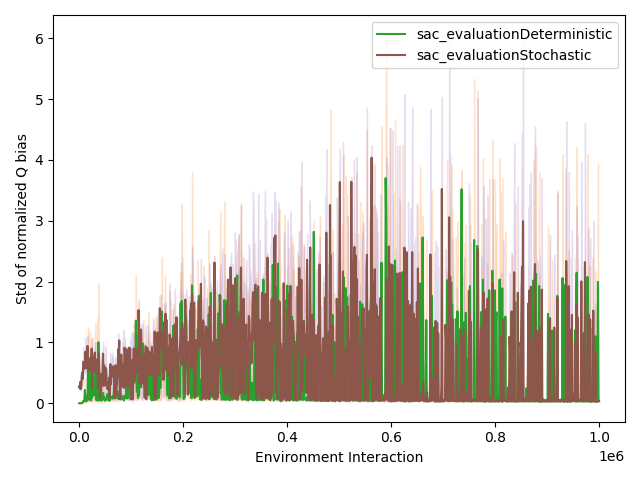 sac_evaluationDeterministic
sac_evaluationStochastic
Std of normalized Q bias
6
5
4
3
2
1
0
0.0
0.2
0.4
0.6
0.8
1.0
1e6
Environment Interaction